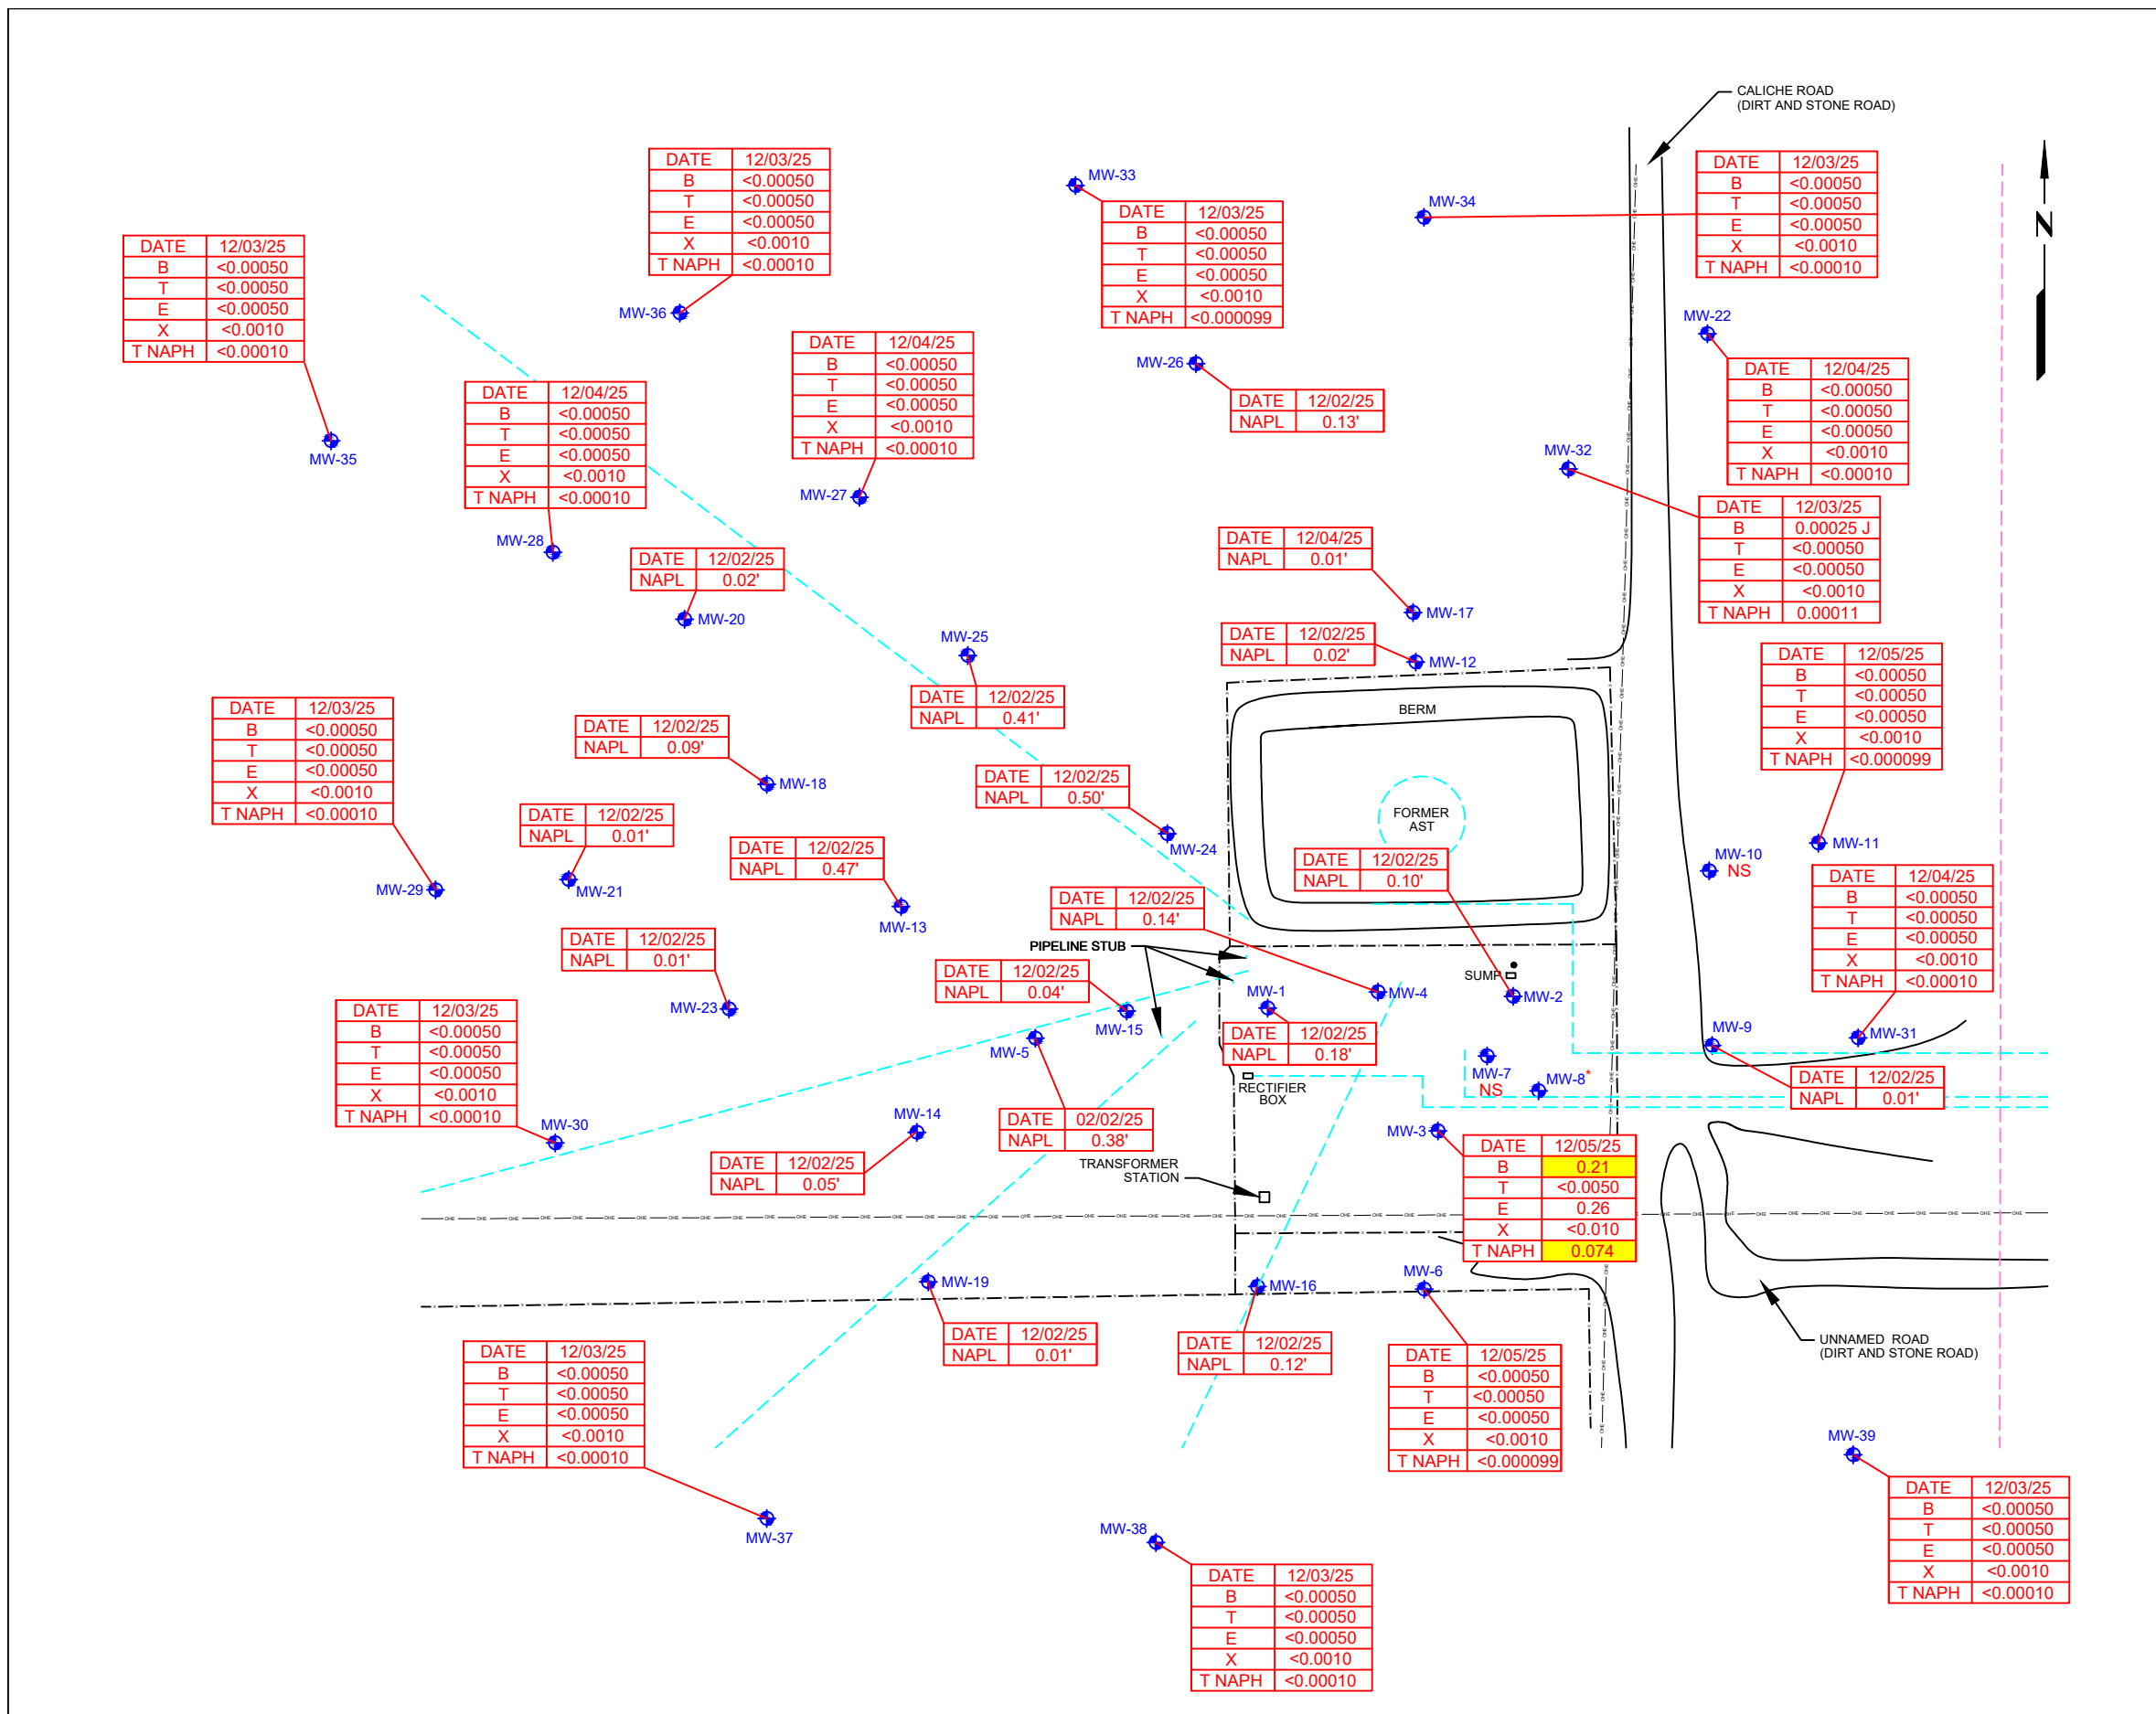 CALICHE ROAD
(DIRT AND STONE ROAD)
N
DATE 12/03/25
B <0.00050
T <0.00050
E <0.00050
X <0.0010
T NAPH <0.00010
MW-36
MW-33
DATE 12/03/25
B <0.00050
T <0.00050
E <0.00050
X <0.0010
T NAPH <0.000099
MW-34
DATE 12/03/25
B <0.00050
T <0.00050
E <0.00050
X <0.0010
T NAPH <0.00010
DATE 12/03/25
B <0.00050
T <0.00050
E <0.00050
X <0.0010
T NAPH <0.00010
MW-35
MW-22
DATE 12/04/25
B <0.00050
T <0.00050
E <0.00050
X <0.0010
T NAPH <0.00010
DATE 12/04/25
B <0.00050
T <0.00050
E <0.00050
X <0.0010
T NAPH <0.00010
MW-27
MW-26
DATE 12/02/25
NAPL 0.13'
DATE 12/04/25
B <0.00050
T <0.00050
E <0.00050
X <0.0010
T NAPH <0.00010
MW-28
MW-32
DATE 12/03/25
B 0.00025 J
T <0.00050
E <0.00050
X <0.0010
T NAPH 0.00011
DATE 12/02/25
NAPL 0.02'
MW-20
DATE 12/04/25
NAPL 0.01'
MW-17
DATE 12/02/25
NAPL 0.02'
MW-12
MW-25
DATE 12/02/25
NAPL 0.41'
DATE 12/05/25
B <0.00050
T <0.00050
E <0.00050
X <0.0010
T NAPH <0.000099
MW-11
DATE 12/03/25
B <0.00050
T <0.00050
E <0.00050
X <0.0010
T NAPH <0.00010
MW-29
DATE 12/02/25
NAPL 0.09'
MW-18
BERM
DATE 12/02/25
NAPL 0.50'
MW-24
FORMER
AST
DATE 12/02/25
NAPL 0.01'
MW-21
DATE 12/02/25
NAPL 0.47'
MW-13
DATE 12/02/25
NAPL 0.10'
MW-10
NS
DATE 12/04/25
B <0.00050
T <0.00050
E <0.00050
X <0.0010
T NAPH <0.00010
MW-31
DATE 12/02/25
NAPL 0.14'
MW-4
DATE 12/02/25
NAPL 0.01'
MW-23
PIPELINE STUB
SUMP
MW-2
DATE 12/02/25
NAPL 0.04'
MW-15
MW-1
DATE 12/02/25
NAPL 0.18'
DATE 12/03/25
B <0.00050
T <0.00050
E <0.00050
X <0.0010
T NAPH <0.00010
MW-30
MW-5
DATE 02/02/25
NAPL 0.38'
MW-9
DATE 12/02/25
NAPL 0.01'
MW-7
NS
MW-8*
RECTIFIER
BOX
MW-14
DATE 12/02/25
NAPL 0.05'
MW-3
DATE 12/05/25
B 0.21
T <0.0050
E 0.26
X <0.010
T NAPH 0.074
TRANSFORMER
STATION
OHE
MW-19
DATE 12/02/25
NAPL 0.01'
MW-16
DATE 12/02/25
NAPL 0.12'
MW-6
DATE 12/05/25
B <0.00050
T <0.00050
E <0.00050
X <0.0010
T NAPH <0.000099
UNNAMED ROAD
(DIRT AND STONE ROAD)
DATE 12/03/25
B <0.00050
T <0.00050
E <0.00050
X <0.0010
T NAPH <0.00010
MW-37
MW-38
DATE 12/03/25
B <0.00050
T <0.00050
E <0.00050
X <0.0010
T NAPH <0.00010
MW-39
DATE 12/03/25
B <0.00050
T <0.00050
E <0.00050
X <0.0010
T NAPH <0.00010